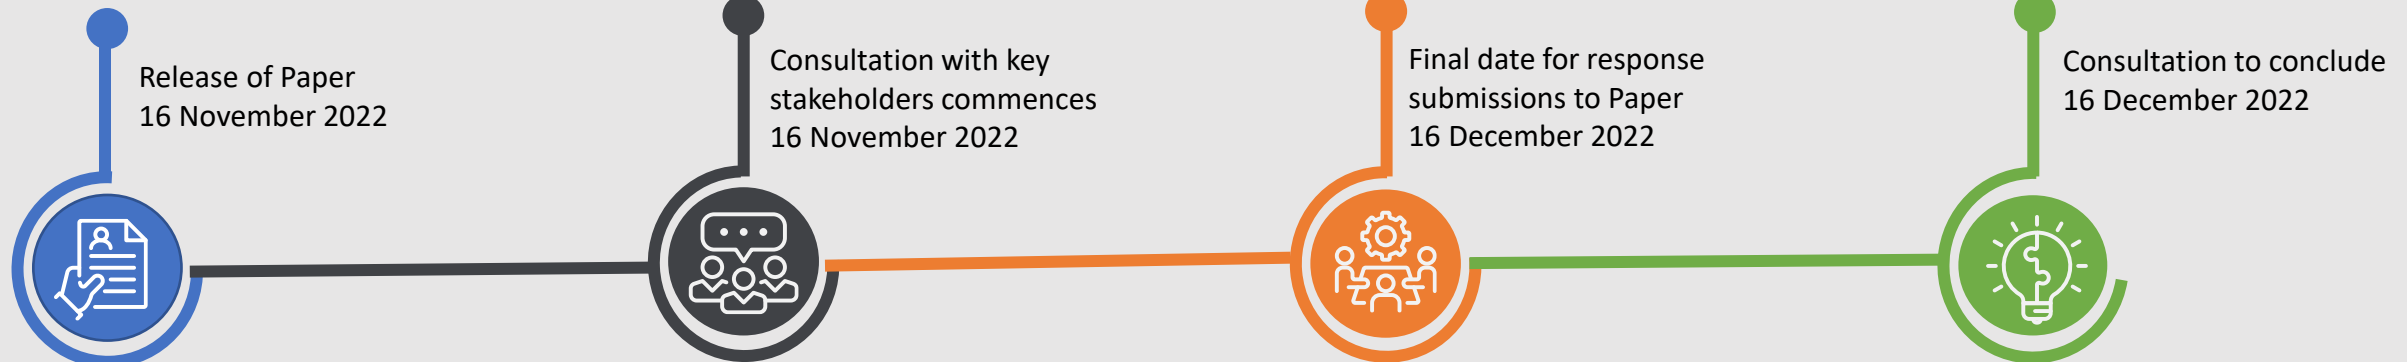 Release of Paper
16 November 2022
Consultation with key
stakeholders commences
16 November 2022
Final date for response
submissions to Paper
16 December 2022
Consultation to conclude
16 December 2022